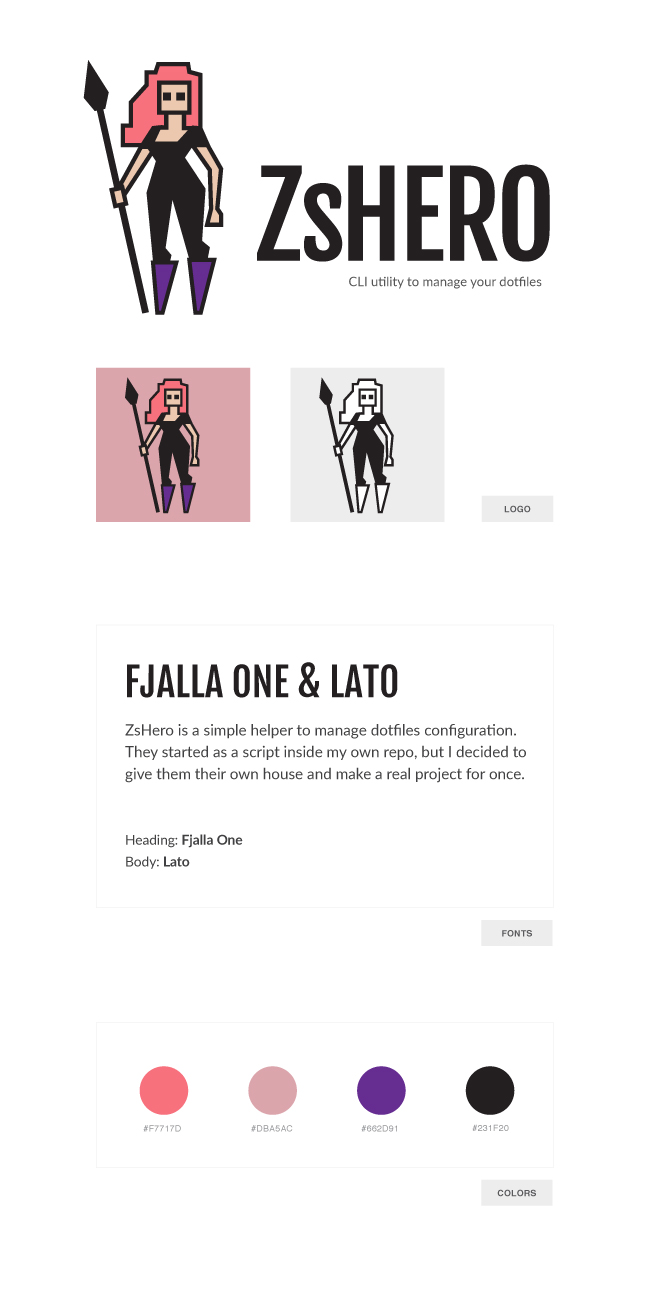 ZsHERO
CLI utility to manage your dotfiles
LOGO
FJALLA ONE & LATO
ZsHero is a simple helper to manage dotfiles configuration.
They started as a script inside my own repo, but I decided to
give them their own house and make a real project for once.
Heading: Fjalla One
Body: Lato
FONTS
#F7717D
#DBA5AC
#662D91
#231F20
COLORS